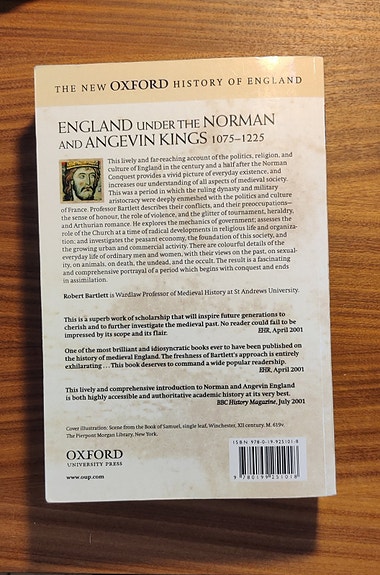 THE NEW OXFORD HISTORY OF ENGLAND
ENGLAND UNDER THE NORMAN
AND ANGEVIN KINGS 1075–1225
This lively and far-reaching account of the politics, religion, and
culture of England in the century and a half after the Norman
Conquest provides a vivid picture of everyday existence, and
increases our understanding of all aspects of medieval society.
This was a period in which the ruling dynasty and military
aristocracy were deeply enmeshed with the politics and culture
of France. Professor Bartlett describes their conflicts, and their preoccupations—
the sense of honour, the role of violence, and the glitter of tournament, heraldry,
and Arthurian romance. He explores the mechanics of government; assesses the
role of the Church at a time of radical developments in religious life and organiza-
tion; and investigates the peasant economy, the foundation of this society, and
the growing urban and commercial activity. There are colourful details of the
everyday life of ordinary men and women, with their views on the past, on sexual-
ity, on animals, on death, the undead, and the occult. The result is a fascinating
and comprehensive portrayal of a period which begins with conquest and ends
in assimilation.
Robert Bartlett is Wardlaw Professor of Medieval History at St Andrews University.
This is a superb work of scholarship that will inspire future generations to
cherish and to further investigate the medieval past. No reader could fail to be
impressed by its scope and its flair.
EHR, April 2001
One of the most brilliant and idiosyncratic books ever to have been published on
the history of medieval England. The freshness of Bartlett's approach is entirely
exhilarating . . . This book deserves to command a wide popular readership.
EHR, April 2001
This lively and comprehensive introduction to Norman and Angevin England
is both highly accessible and authoritative academic history at its very best.
BBC History Magazine, July 2001
Cover illustration: Scene from the Book of Samuel, single leaf, Winchester, XII century. M. 619v.
The Pierpont Morgan Library, New York.
ISBN 978-0-19-925101-8
OXFORD
UNIVERSITY PRESS
www.oup.com
9 780199 251018